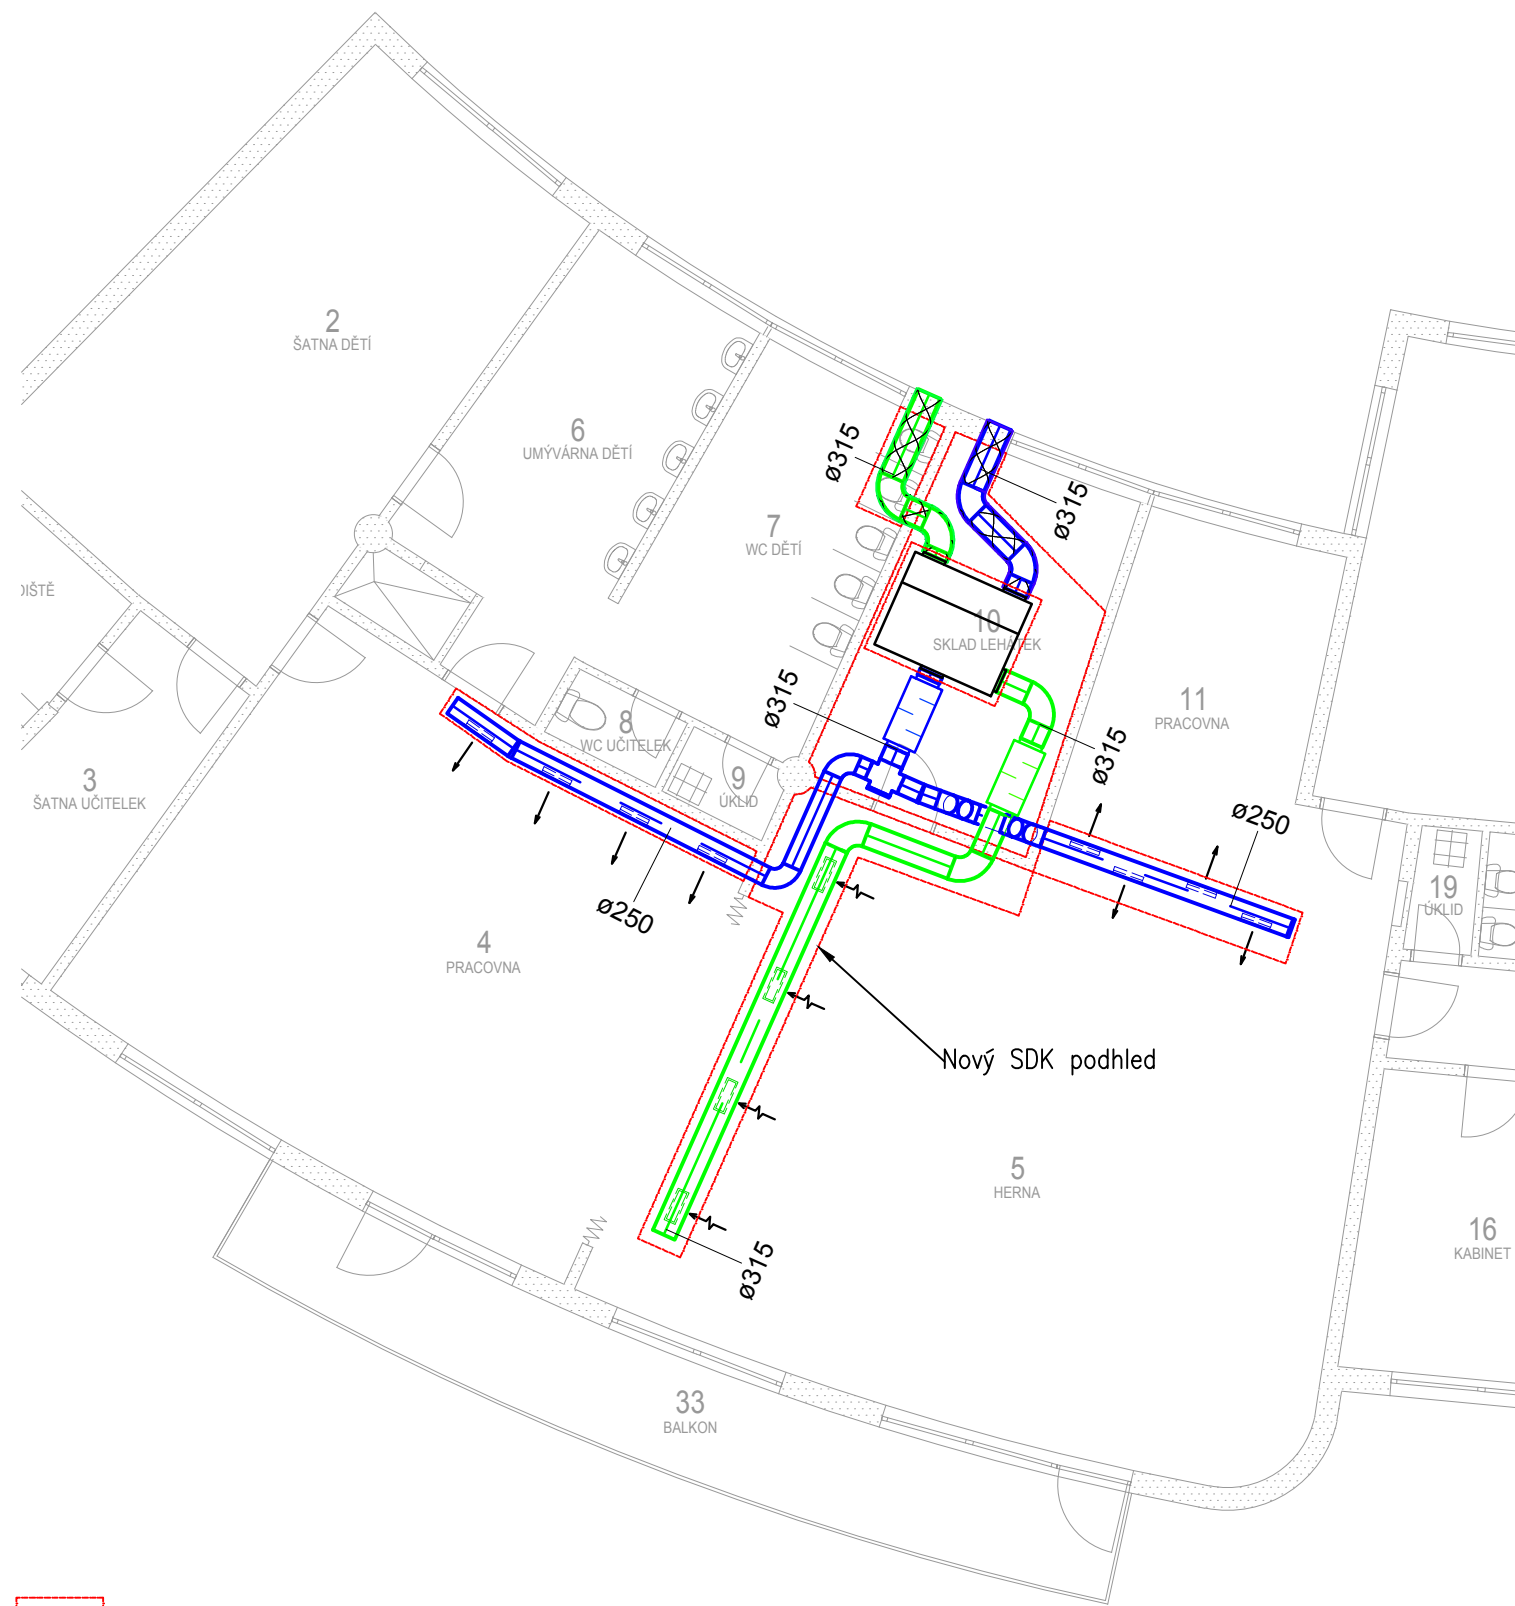 2
ŠATNA DĚTÍ
6
UMÝVÁRNA DĚTÍ
ø315
ø315
7
WC DĚTÍ
DIŠTĚ
10
SKLAD LEHÁTEK
11
PRACOVNA
ø315
8
WC UČITELEK
ø315
9
ÚKLID
3
ŠATNA UČITELEK
ø250
19
ÚKLID
ø250
4
PRACOVNA
Nový SDK podhled
5
HERNA
16
KABINET
ø315
33
BALKON